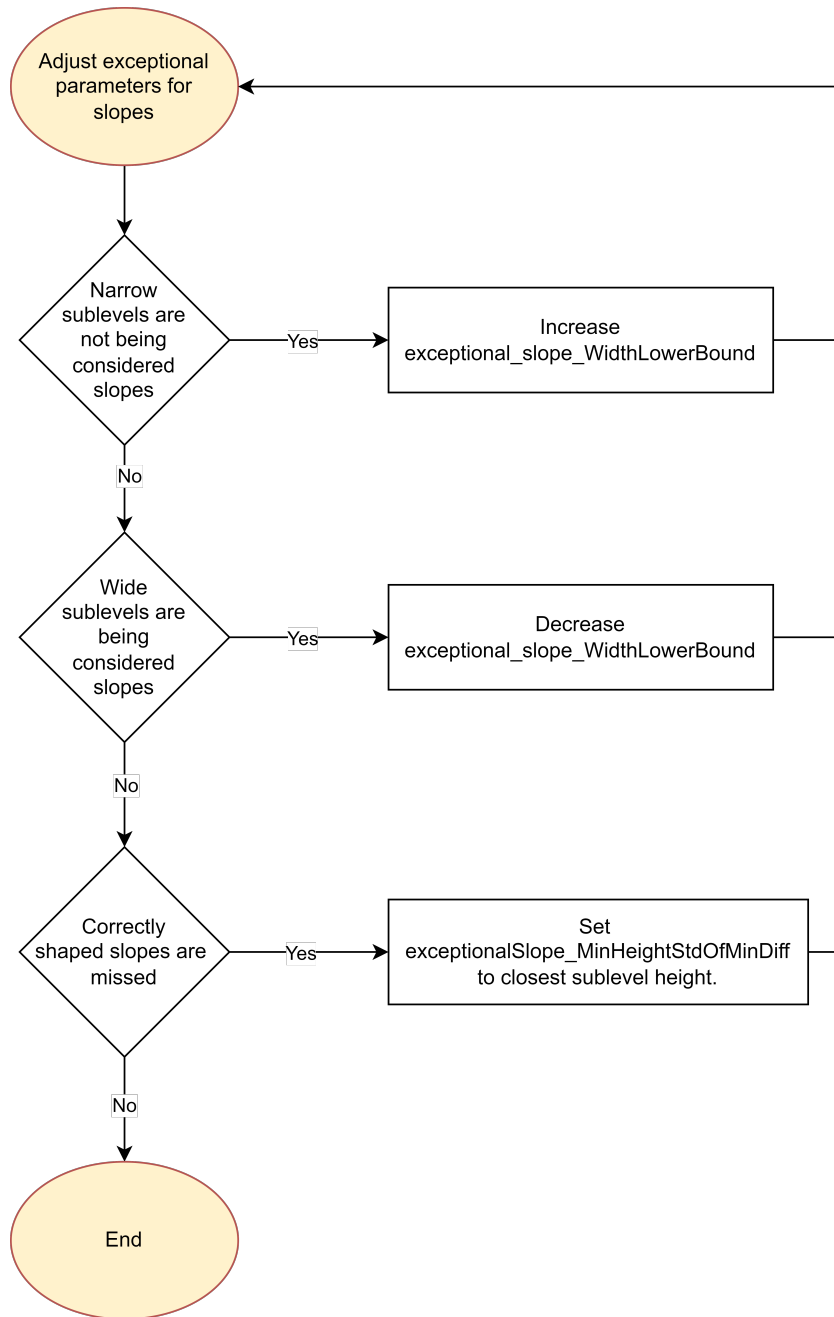 Adjust exceptional
parameters for
slopes
Narrow
sublevels are
not being
considered
slopes
Yes
Increase
exceptional_slope_WidthLowerBound
No
Wide
sublevels are
being
considered
slopes
Yes
Decrease
exceptional_slope_WidthLowerBound
No
Correctly
shaped slopes are
missed
Yes
Set
exceptionalSlope_MinHeightStdOfMinDiff
to closest sublevel height.
No
End